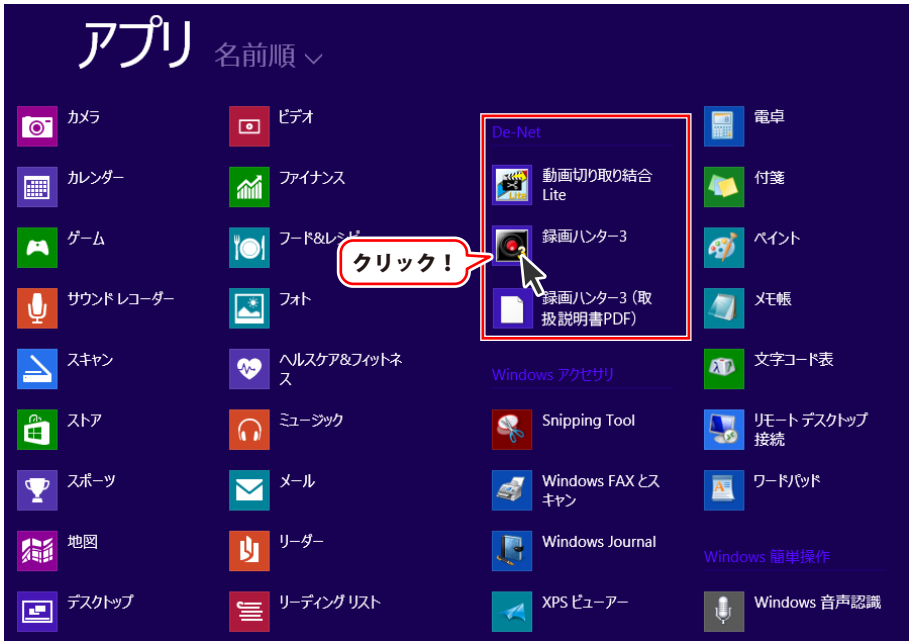 アプリ 名前順
カメラ
カレンダー
ゲーム
サウンド レコーダー
スキャン
ストア
スポーツ
地図
デスクトップ
ビデオ
ファイナンス
フード&レシピ
フォト
ヘルスケア&フィットネ
ス
ミュージック
メール
リーダー
リーディング リスト
De-Net
動画切り取り結合
Lite
録画ハンター3
クリック！
録画ハンター3（取
扱説明書PDF）
Windows アクセサリ
Snipping Tool
Windows FAX とス
キャン
Windows Journal
XPS ビューアー
電卓
付箋
ペイント
メモ帳
文字コード表
リモート デスクトップ
接続
ワードパッド
Windows 簡単操作
Windows 音声認識